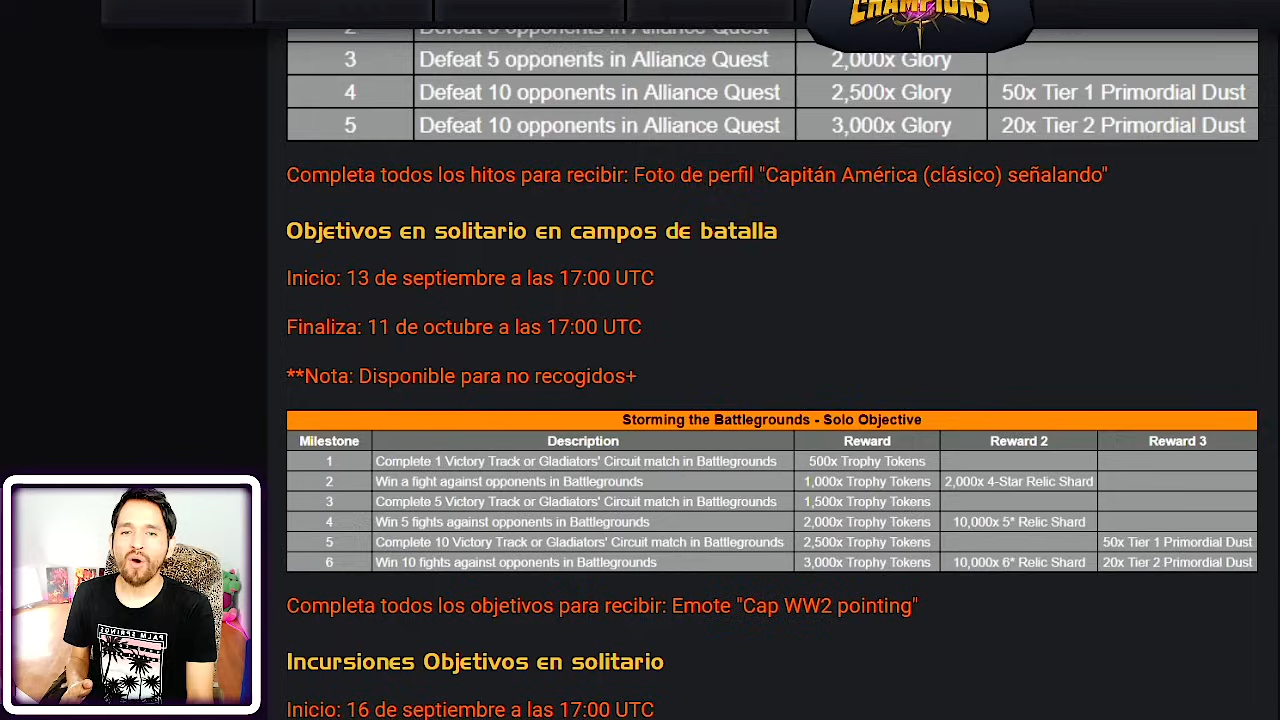 CHAMPIONS
2 Defeat 5 opponents in Alliance Quest
3 Defeat 5 opponents in Alliance Quest 2,000x Glory
4 Defeat 10 opponents in Alliance Quest 2,500x Glory 50x Tier 1 Primordial Dust
5 Defeat 10 opponents in Alliance Quest 3,000x Glory 20x Tier 2 Primordial Dust
Completa todos los hitos para recibir: Foto de perfil "Capitán América (clásico) señalando"
Objetivos en solitario en campos de batalla
Inicio: 13 de septiembre a las 17:00 UTC
Finaliza: 11 de octubre a las 17:00 UTC
**Nota: Disponible para no recogidos+
Storming the Battlegrounds - Solo Objective
Milestone Description Reward Reward 2 Reward 3
1 Complete 1 Victory Track or Gladiators' Circuit match in Battlegrounds 500x Trophy Tokens
2 Win a fight against opponents in Battlegrounds 1,000x Trophy Tokens 2,000x 4-Star Relic Shard
3 Complete 5 Victory Track or Gladiators' Circuit match in Battlegrounds 1,500x Trophy Tokens
4 Win 5 fights against opponents in Battlegrounds 2,000x Trophy Tokens 10,000x 5* Relic Shard
5 Complete 10 Victory Track or Gladiators' Circuit match in Battlegrounds 2,500x Trophy Tokens 50x Tier 1 Primordial Dust
6 Win 10 fights against opponents in Battlegrounds 3,000x Trophy Tokens 10,000x 6* Relic Shard 20x Tier 2 Primordial Dust
Completa todos los objetivos para recibir: Emote "Cap WW2 pointing"
Incursiones Objetivos en solitario
Inicio: 16 de septiembre a las 17:00 UTC
PALM SPRINGS